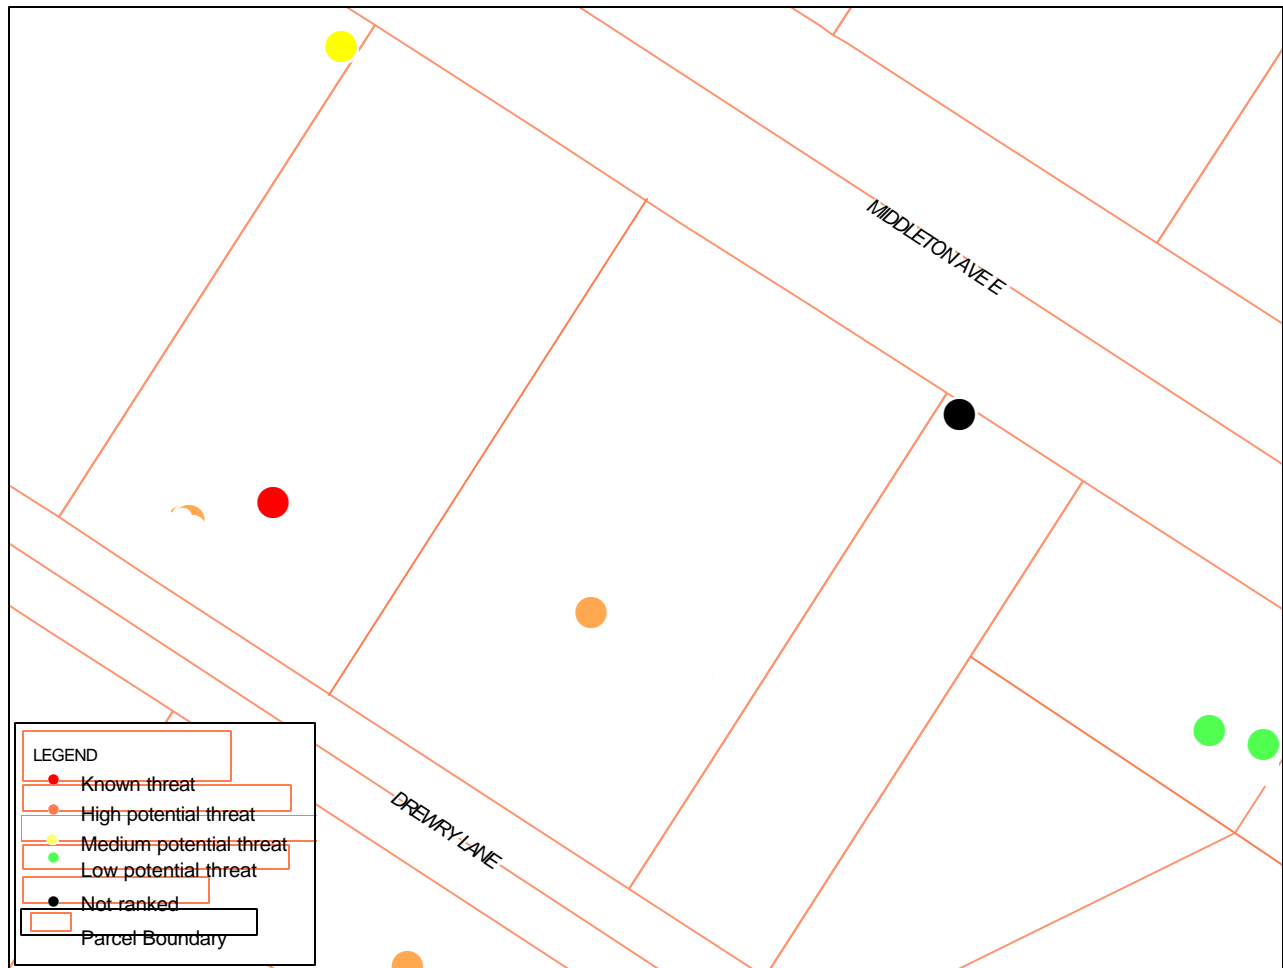 MIDDLETON AVE E
DREWRY LANE
LEGEND
Known threat
High potential threat
Medium potential threat
Low potential threat
Not ranked
Parcel Boundary